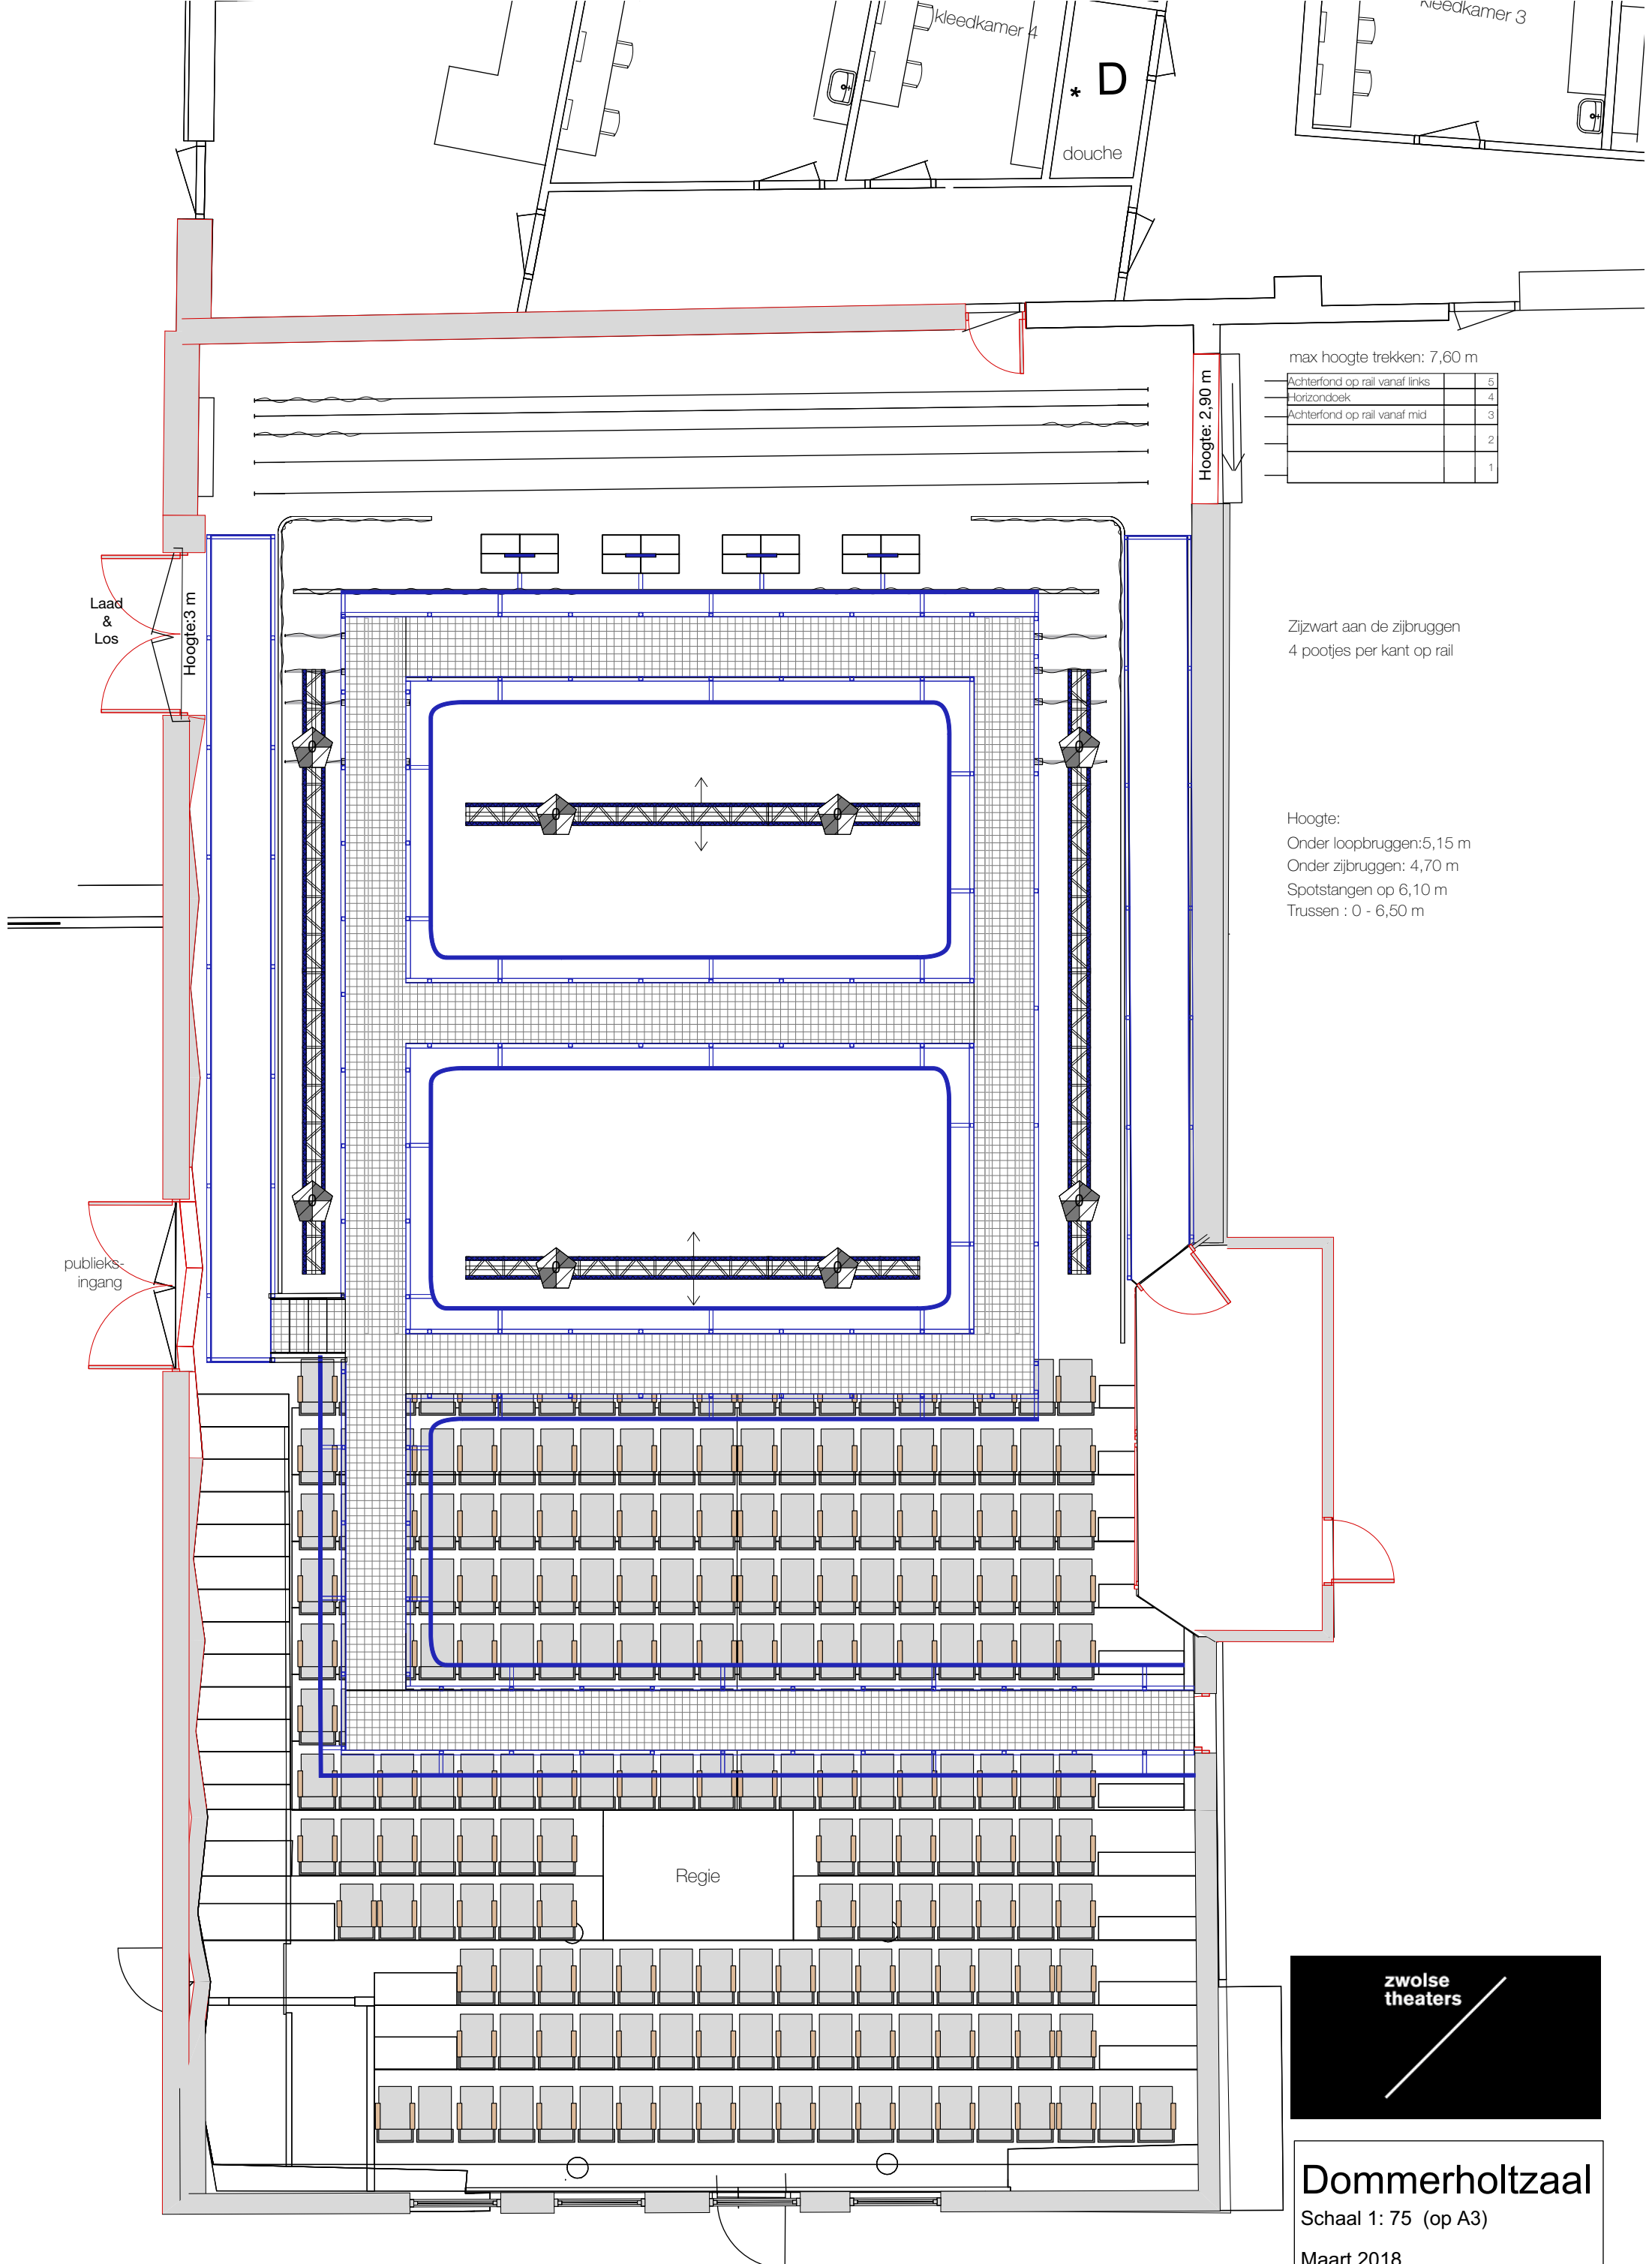 kleedkamer 4
kleedkamer 3
* D
douche
max hoogte trekken: 7,60 m
Achterfond op rail vanaf links 5
Horizondoek 4
Achterfond op rail vanaf mid 3
2
1
Hoogte: 2,90 m
Laad
&
Los
Hoogte:3 m
Zijzwart aan de zijbruggen
4 pootjes per kant op rail
Hoogte:
Onder loopbruggen:5,15 m
Onder zijbruggen: 4,70 m
Spotstangen op 6,10 m
Trussen : 0 - 6,50 m
publieks-
ingang
Regie
zwolse
theaters
Dommerholtzaal
Schaal 1: 75 (op A3)
Maart 2018